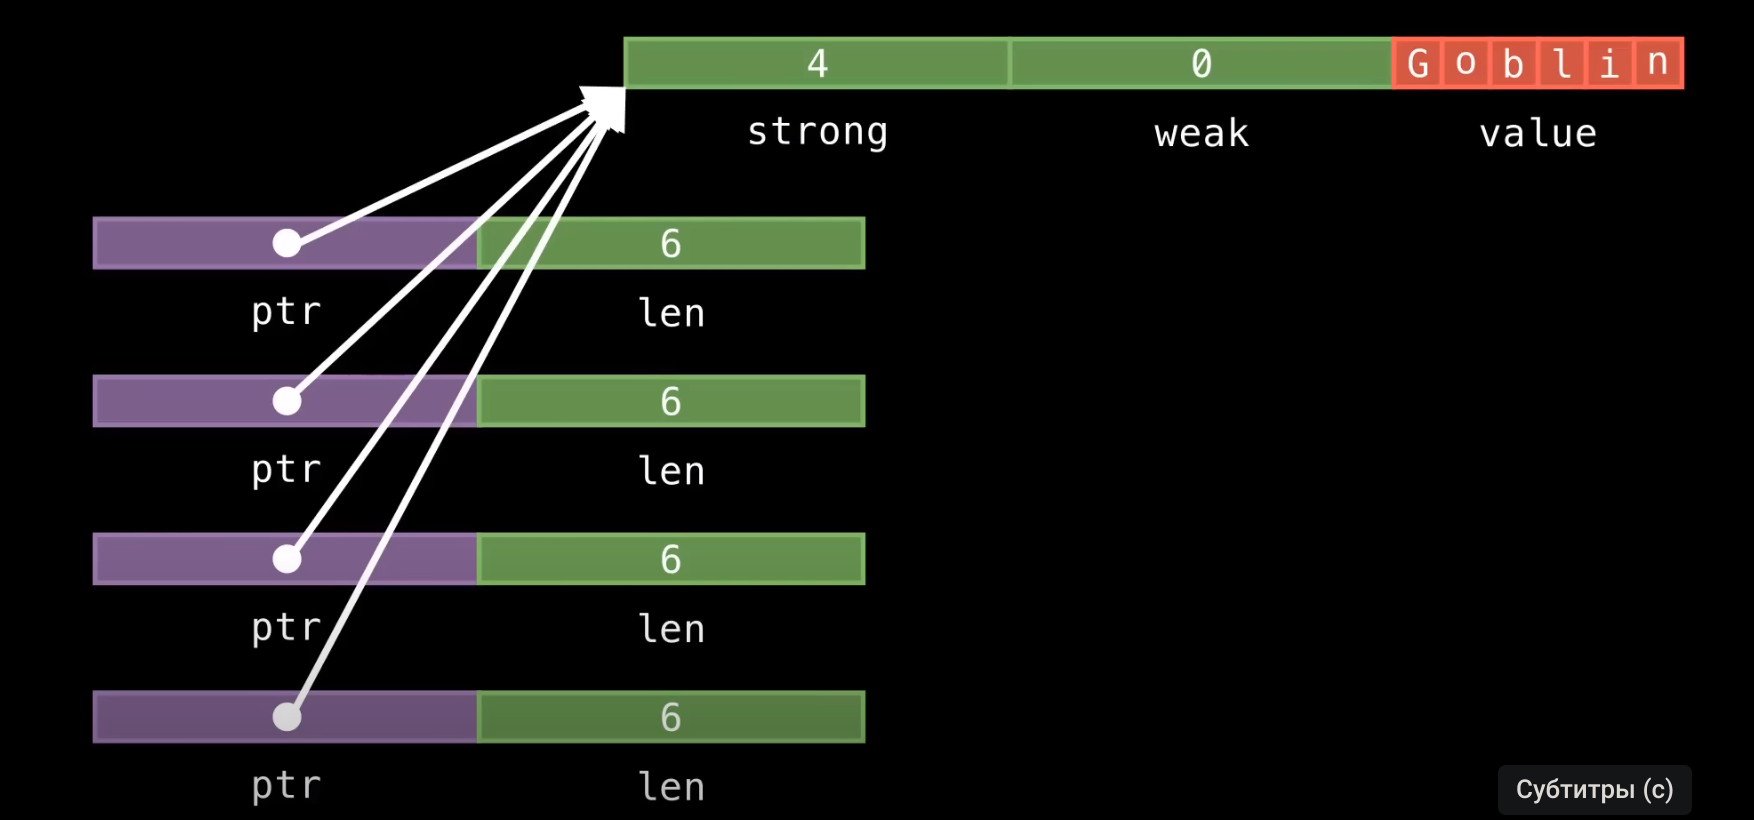 4 0 G o b l i n
strong weak value
6
ptr len
6
ptr len
6
ptr len
6
ptr len
Субтитры (c)